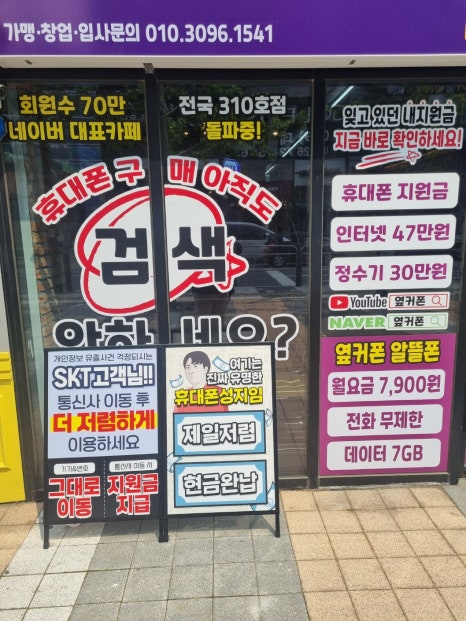 가맹·창업·입사문의 010.3096.1541
회원수 70만
네이버 대표카페
전국 310호점
돌파중!
휴대폰 구매 아직도
검색
안하세요?
잊고 있던 내지원금
지금 바로 확인하세요!
휴대폰 지원금
인터넷 47만원
정수기 30만원
YouTube 옆커폰
NAVER 옆커폰
옆커폰 알뜰폰
월요금 7,900원
전화 무제한
데이터 7GB
개인정보 유출사건 걱정되시는
SKT고객님!!
통신사 이동 후
더 저렴하게
이용하세요
기기&번호
그대로
이동
통신사 이동 시
지원금
지급
여기는
진짜 유명한
휴대폰성지임
제일저렴
현금완납